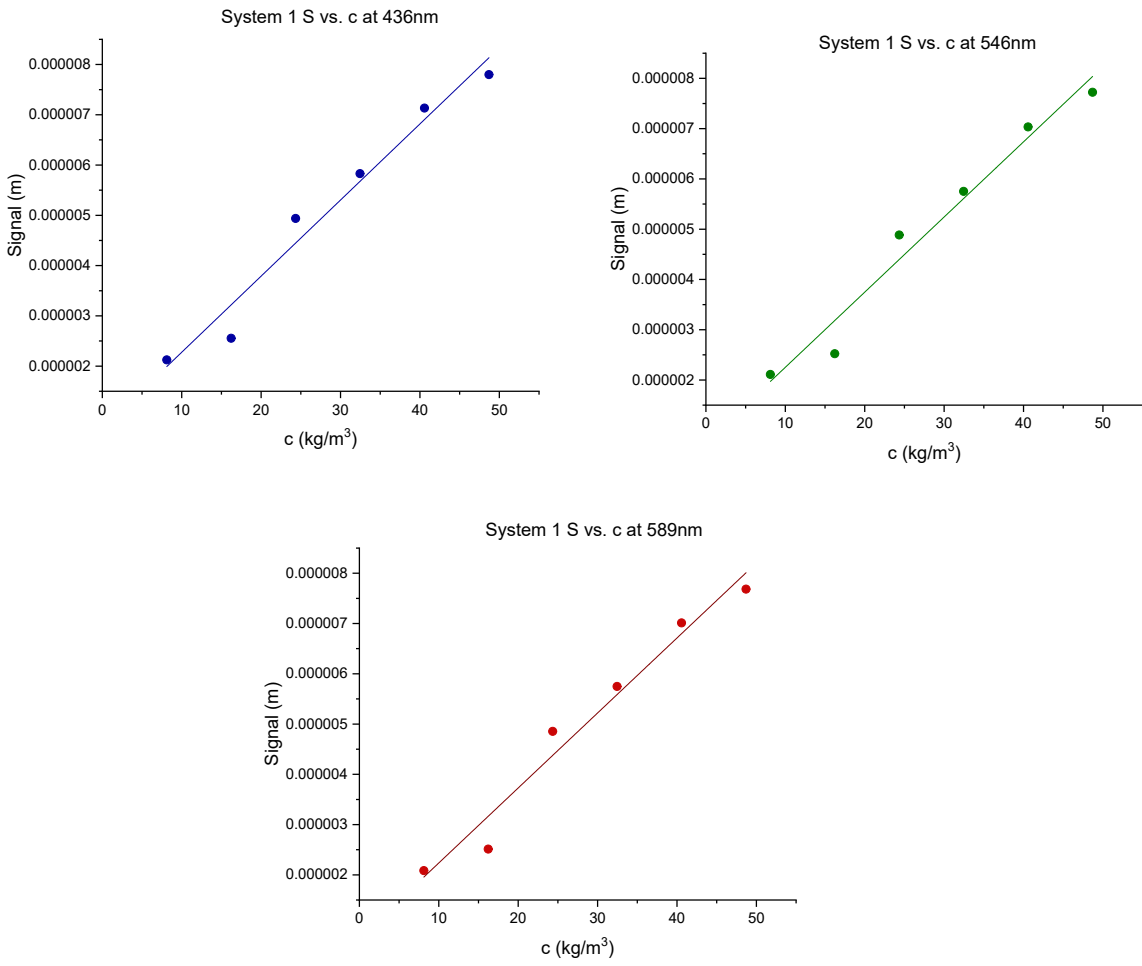 System 1 S vs. c at 436nm
0.000008
0.000007
0.000006
0.000005
0.000004
0.000003
0.000002
Signal (m)
0 10 20 30 40 50
c (kg/m³)
System 1 S vs. c at 546nm
0.000008
0.000007
0.000006
0.000005
0.000004
0.000003
0.000002
Signal (m)
0 10 20 30 40 50
c (kg/m³)
System 1 S vs. c at 589nm
0.000008
0.000007
0.000006
0.000005
0.000004
0.000003
0.000002
Signal (m)
0 10 20 30 40 50
c (kg/m³)